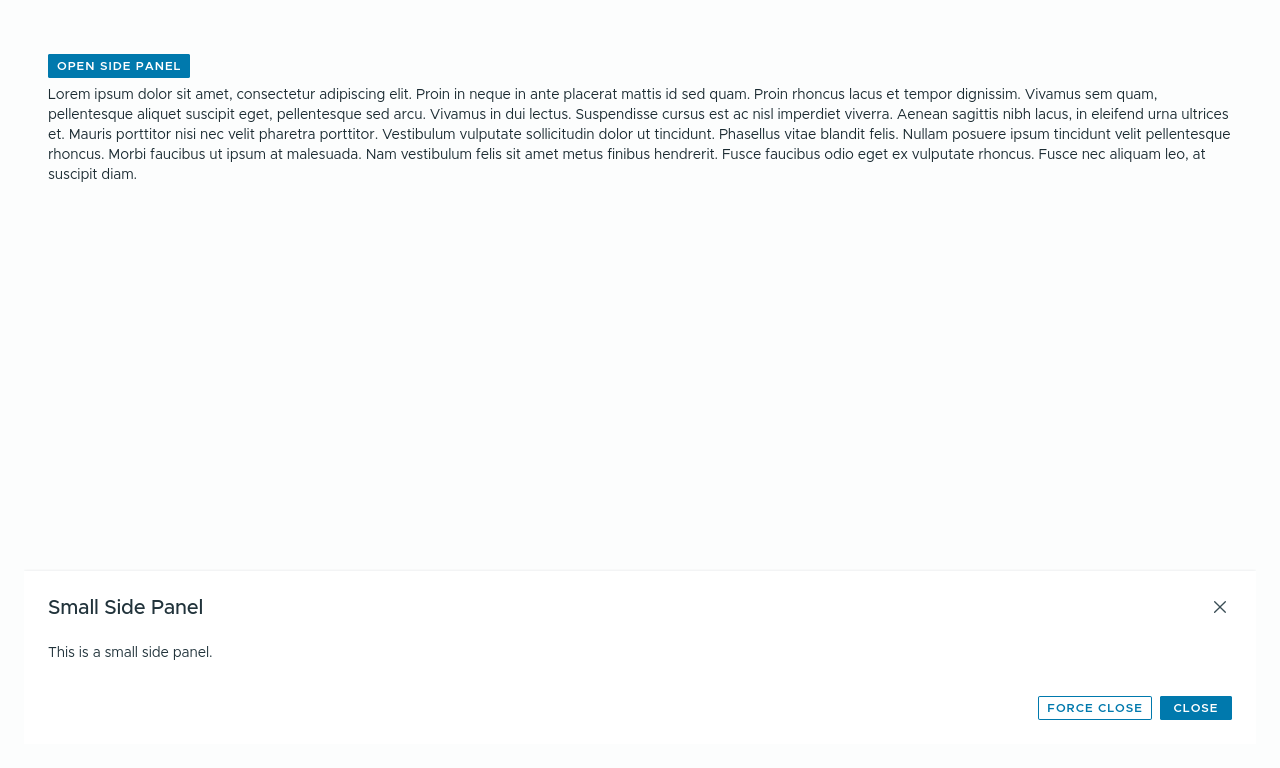 OPEN SIDE PANEL
Lorem ipsum dolor sit amet, consectetur adipiscing elit. Proin in neque in ante placerat mattis id sed quam. Proin rhoncus lacus et tempor dignissim. Vivamus sem quam,
pellentesque aliquet suscipit eget, pellentesque sed arcu. Vivamus in dui lectus. Suspendisse cursus est ac nisl imperdiet viverra. Aenean sagittis nibh lacus, in eleifend urna ultrices
et. Mauris porttitor nisi nec velit pharetra porttitor. Vestibulum vulputate sollicitudin dolor ut tincidunt. Phasellus vitae blandit felis. Nullam posuere ipsum tincidunt velit pellentesque
rhoncus. Morbi faucibus ut ipsum at malesuada. Nam vestibulum felis sit amet metus finibus hendrerit. Fusce faucibus odio eget ex vulputate rhoncus. Fusce nec aliquam leo, at
suscipit diam.
Small Side Panel
This is a small side panel.
FORCE CLOSE CLOSE